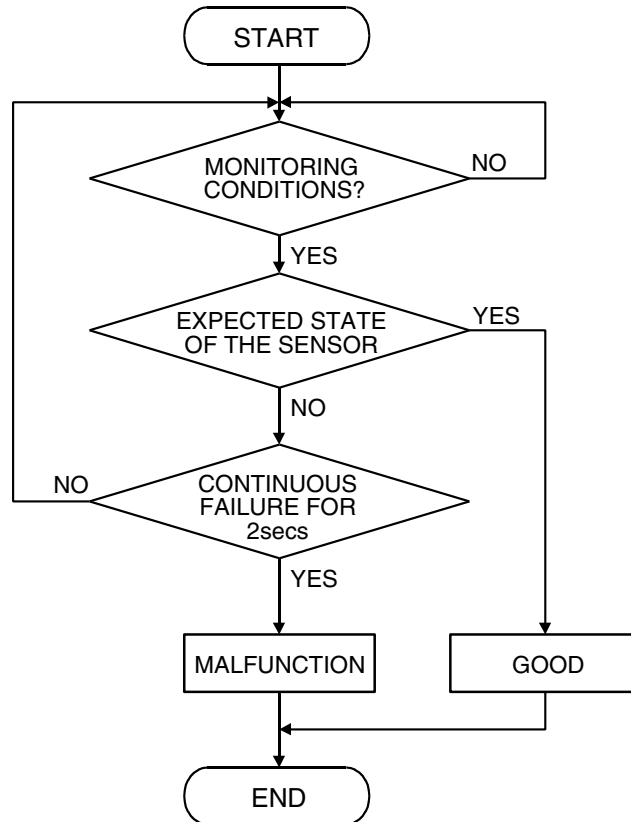 START
MONITORING
CONDITIONS?
NO
YES
EXPECTED STATE
OF THE SENSOR
YES
NO
CONTINUOUS
FAILURE FOR
2secs
NO
YES
MALFUNCTION
GOOD
END